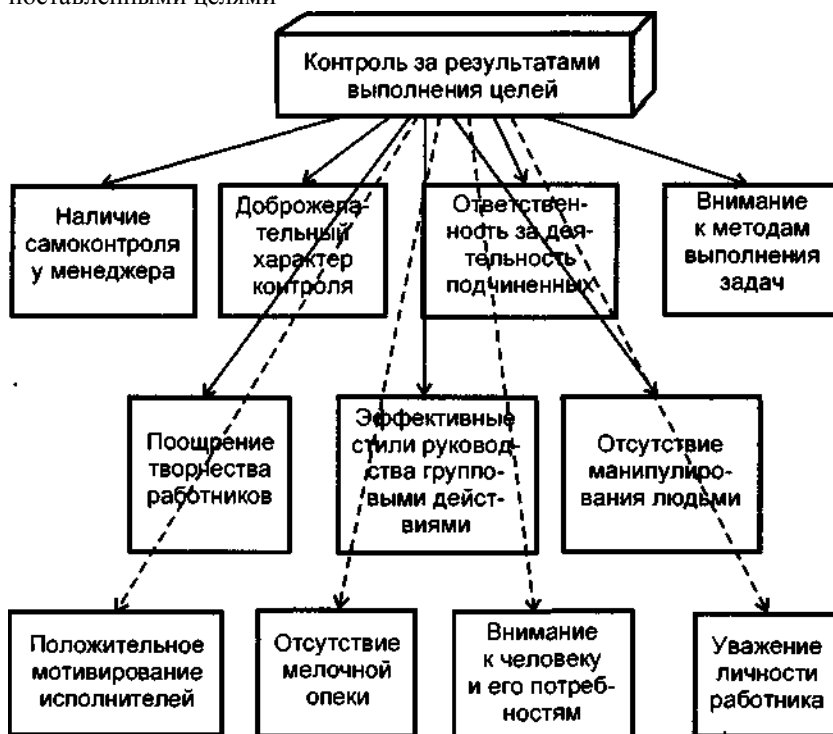 поставленными целями
Контроль за результатами
выполнения целей
Наличие
самоконтроля
у менеджера
Доброжела-
тельный
характер
контроля
Ответствен-
ность за дея-
тельность
подчиненных
Внимание
к методам
выполнения
задач
Поощрение
творчества
работников
Эффективные
стили руковод-
ства группо-
выми дейст-
виями
Отсутствие
манипулиро-
вания людьми
Положительное
мотивирование
исполнителей
Отсутствие
мелочной
опеки
Внимание
к человеку
и его потреб-
ностям
Уважение
личности
работника